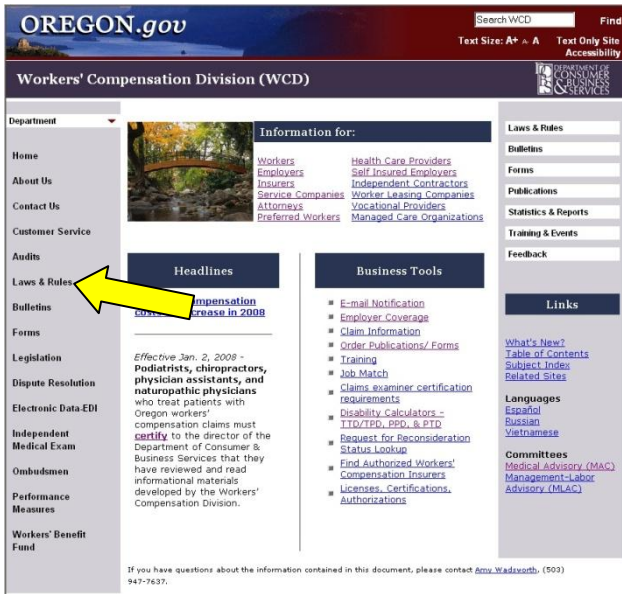 OREGON.gov
Search WCD
Find
Text Size: A+ A- A
Text Only Site
Accessibility
Workers' Compensation Division (WCD)
DEPARTMENT OF
CONSUMER
& BUSINESS
SERVICES
Department
Home
About Us
Contact Us
Customer Service
Audits
Laws & Rules
Bulletins
Forms
Legislation
Dispute Resolution
Electronic Data-EDI
Independent
Medical Exam
Ombudsmen
Performance
Measures
Workers' Benefit
Fund
Information for:
Workers
Employers
Insurers
Service Companies
Attorneys
Preferred Workers
Health Care Providers
Self Insured Employers
Independent Contractors
Worker Leasing Companies
Vocational Providers
Managed Care Organizations
Headlines
in 2008
Effective Jan. 2, 2008 -
Podiatrists, chiropractors,
physician assistants, and
naturopathic physicians
who treat patients with
Oregon workers'
compensation claims must
certify to the director of the
Department of Consumer &
Business Services that they
have reviewed and read
informational materials
developed by the Workers'
Compensation Division.
Business Tools
E-mail Notification
Employer Coverage
Claim Information
Order Publications/ Forms
Training
Job Match
Claims examiner certification
requirements
Disability Calculators -
TTD/TPD, PPD, & PTD
Request for Reconsideration
Status Lookup
Find Authorized Workers'
Compensation Insurers
Licenses, Certifications,
Authorizations
Laws & Rules
Bulletins
Forms
Publications
Statistics & Reports
Training & Events
Feedback
Links
What's New?
Table of Contents
Subject Index
Related Sites
Languages
Español
Russian
Vietnamese
Committees
Medical Advisory (MAC)
Management-Labor
Advisory (MLAC)
If you have questions about the information contained in this document, please contact Amy Wadsworth, (503)
947-7637.